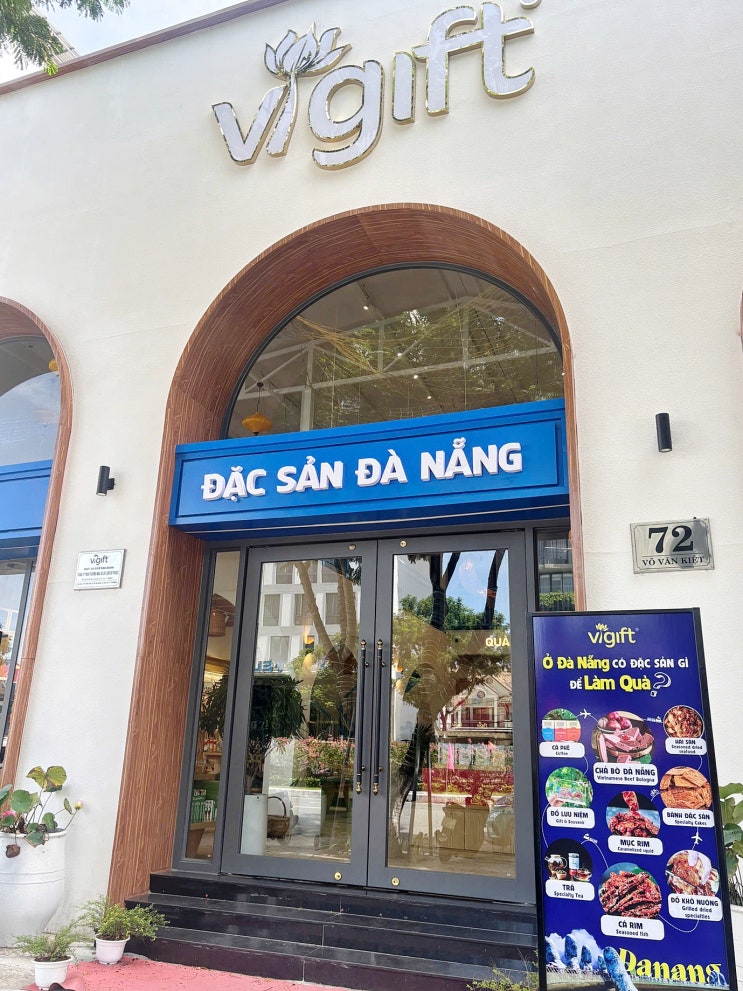 vigift
ĐẶC SẢN ĐÀ NẴNG
vigift
72
VÕ VĂN KIỆT
QUÀ
vigift
Ở ĐÀ NẴNG CÓ ĐẶC SẢN GÌ
ĐỂ LÀM QUÀ?
CÀ PHÊ
Coffee
HẢI SẢN
Seasoned dried
seafood
CHẢ BÒ ĐÀ NẴNG
Vietnamese Beef Bologna
ĐỒ LƯU NIỆM
Gift & Souvenir
BÁNH ĐẶC SẢN
Specialty Cakes
MỰC RIM
Caramelized squid
TRÀ
Specialty Tea
ĐỒ KHÔ NƯỚNG
Grilled dried
specialties
CÁ RIM
Seasoned fish
Danang